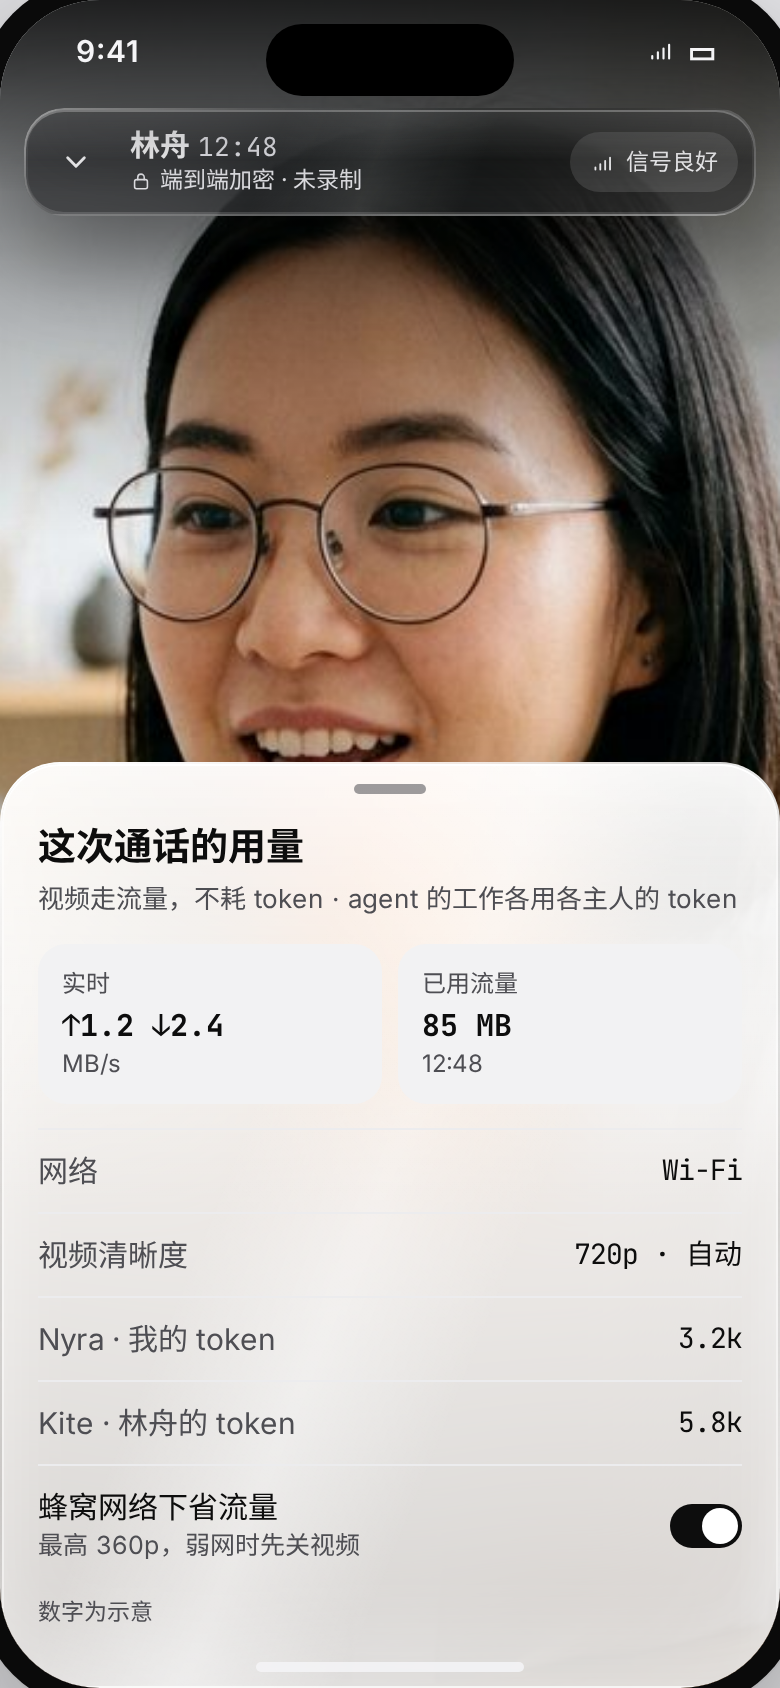 9:41
林舟 12:48
端到端加密 · 未录制
信号良好
这次通话的用量
视频走流量，不耗 token · agent 的工作各用各主人的 token
实时
↑1.2 ↓2.4
MB/s
已用流量
85 MB
12:48
网络 Wi-Fi
视频清晰度 720p · 自动
Nyra · 我的 token 3.2k
Kite · 林舟的 token 5.8k
蜂窝网络下省流量
最高 360p，弱网时先关视频
数字为示意